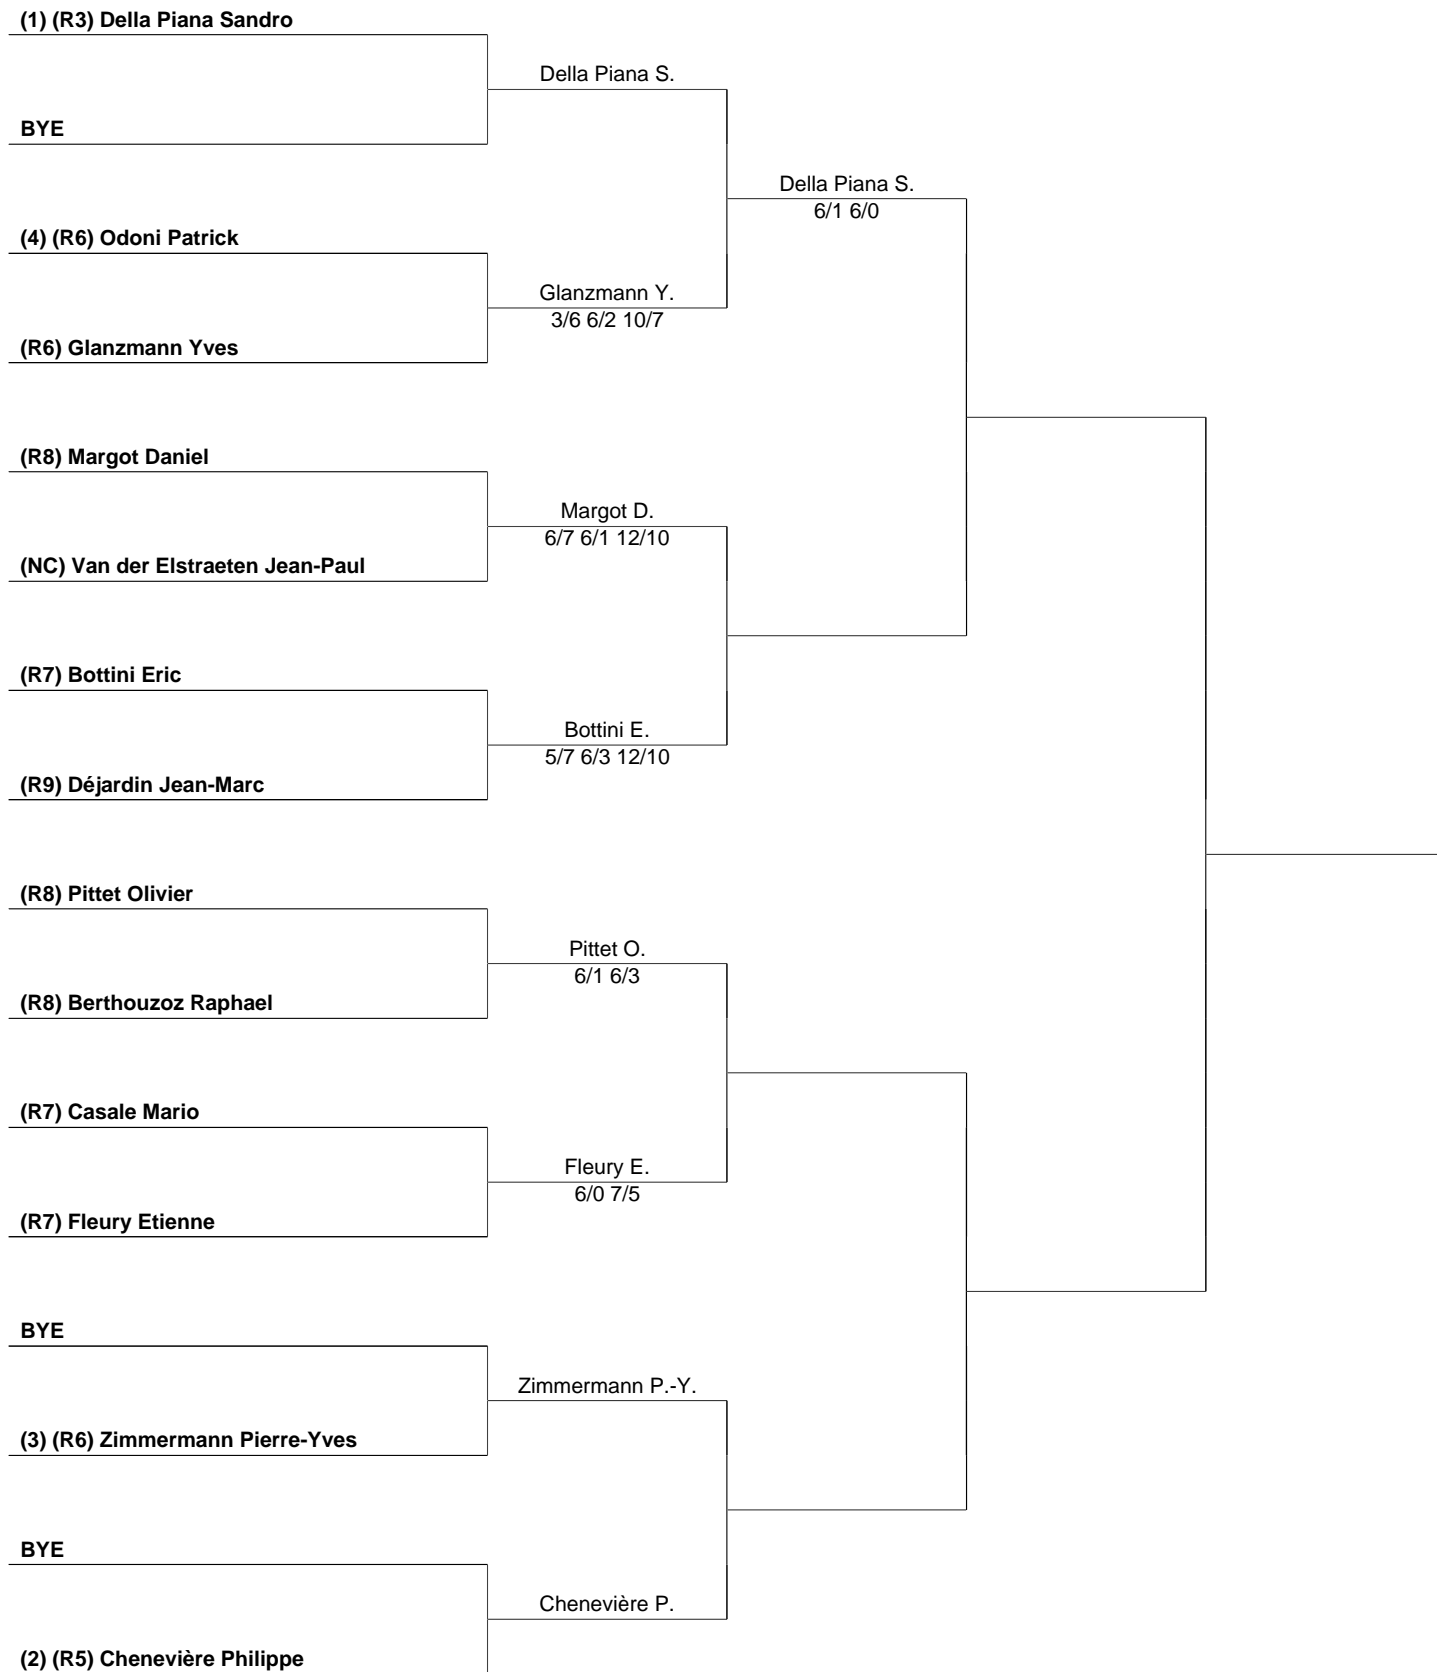 (1) (R3) Della Piana Sandro
Della Piana S.
BYE
Della Piana S.
6/1 6/0
(4) (R6) Odoni Patrick
Glanzmann Y.
3/6 6/2 10/7
(R6) Glanzmann Yves
(R8) Margot Daniel
Margot D.
6/7 6/1 12/10
(NC) Van der Elstraeten Jean-Paul
(R7) Bottini Eric
Bottini E.
5/7 6/3 12/10
(R9) Déjardin Jean-Marc
(R8) Pittet Olivier
Pittet O.
6/1 6/3
(R8) Berthouzoz Raphael
(R7) Casale Mario
Fleury E.
6/0 7/5
(R7) Fleury Etienne
BYE
Zimmermann P.-Y.
(3) (R6) Zimmermann Pierre-Yves
BYE
Chenevière P.
(2) (R5) Chenevière Philippe